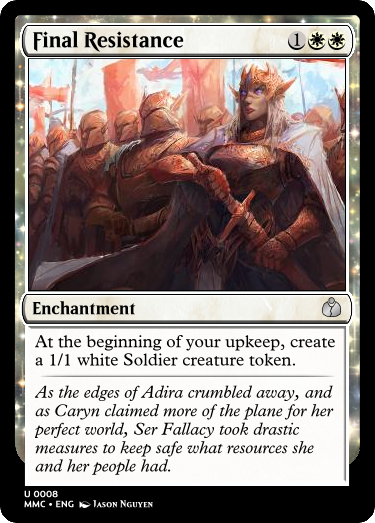 Final Resistance 1
Enchantment
At the beginning of your upkeep, create
a 1/1 white Soldier creature token.
As the edges of Adira crumbled away, and
as Caryn claimed more of the plane for her
perfect world, Ser Fallacy took drastic
measures to keep safe what resources she
and her people had.
U 0008
MMC • ENG Jason Nguyen